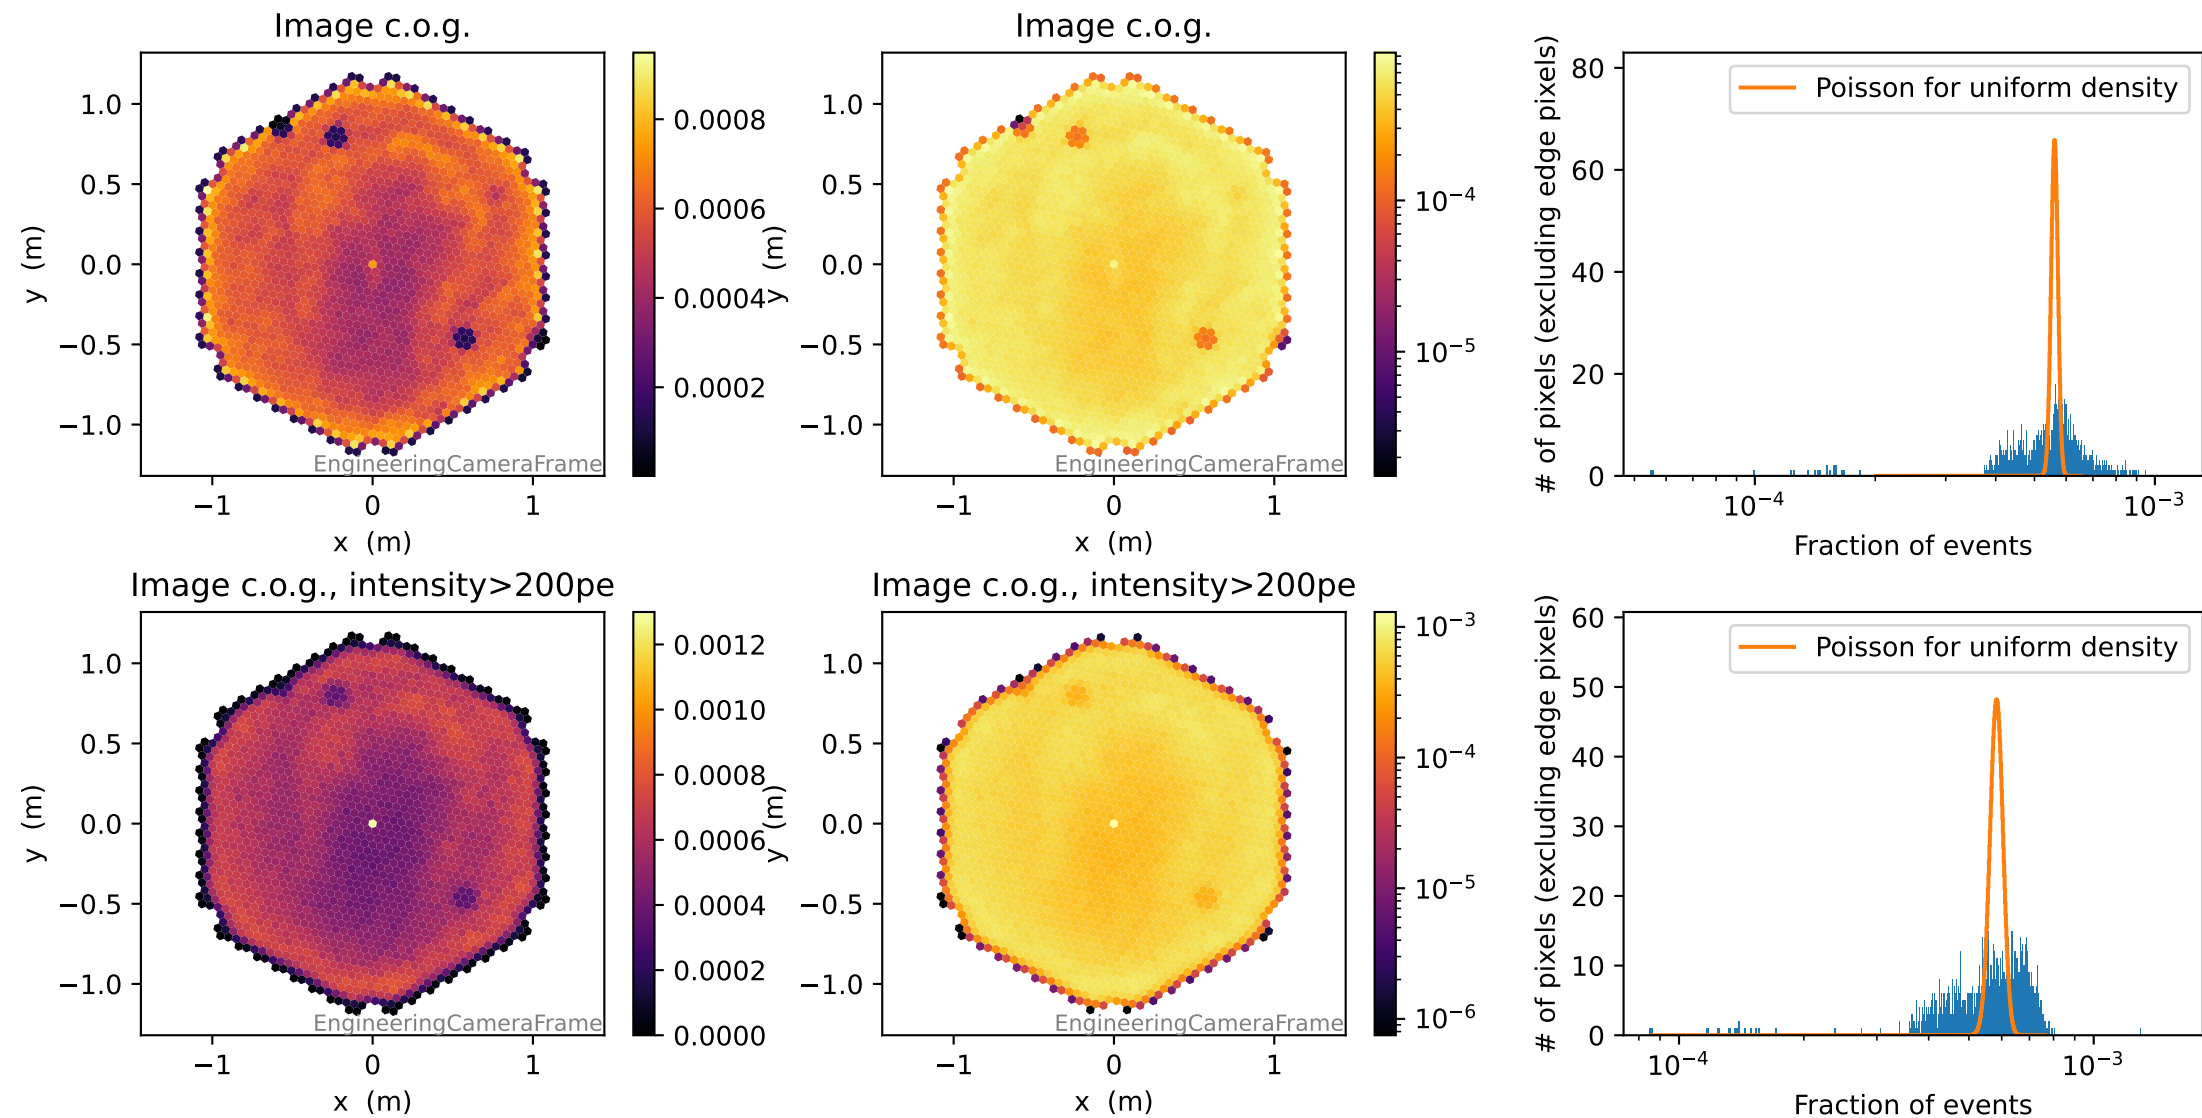 Image c.o.g.
y (m)
1.0
0.5
0.0
−0.5
−1.0
−1
0
1
x (m)
EngineeringCameraFrame
0.0008
0.0006
0.0004
0.0002
Image c.o.g.
y (m)
1.0
0.5
0.0
−0.5
−1.0
−1
0
1
x (m)
EngineeringCameraFrame
10⁻⁴
10⁻⁵
# of pixels (excluding edge pixels)
80
60
40
20
0
Poisson for uniform density
10⁻⁴
10⁻³
Fraction of events
Image c.o.g., intensity>200pe
y (m)
1.0
0.5
0.0
−0.5
−1.0
−1
0
1
x (m)
EngineeringCameraFrame
0.0012
0.0010
0.0008
0.0006
0.0004
0.0002
0.0000
Image c.o.g., intensity>200pe
y (m)
1.0
0.5
0.0
−0.5
−1.0
−1
0
1
x (m)
EngineeringCameraFrame
10⁻³
10⁻⁴
10⁻⁵
10⁻⁶
# of pixels (excluding edge pixels)
60
50
40
30
20
10
0
Poisson for uniform density
10⁻⁴
10⁻³
Fraction of events